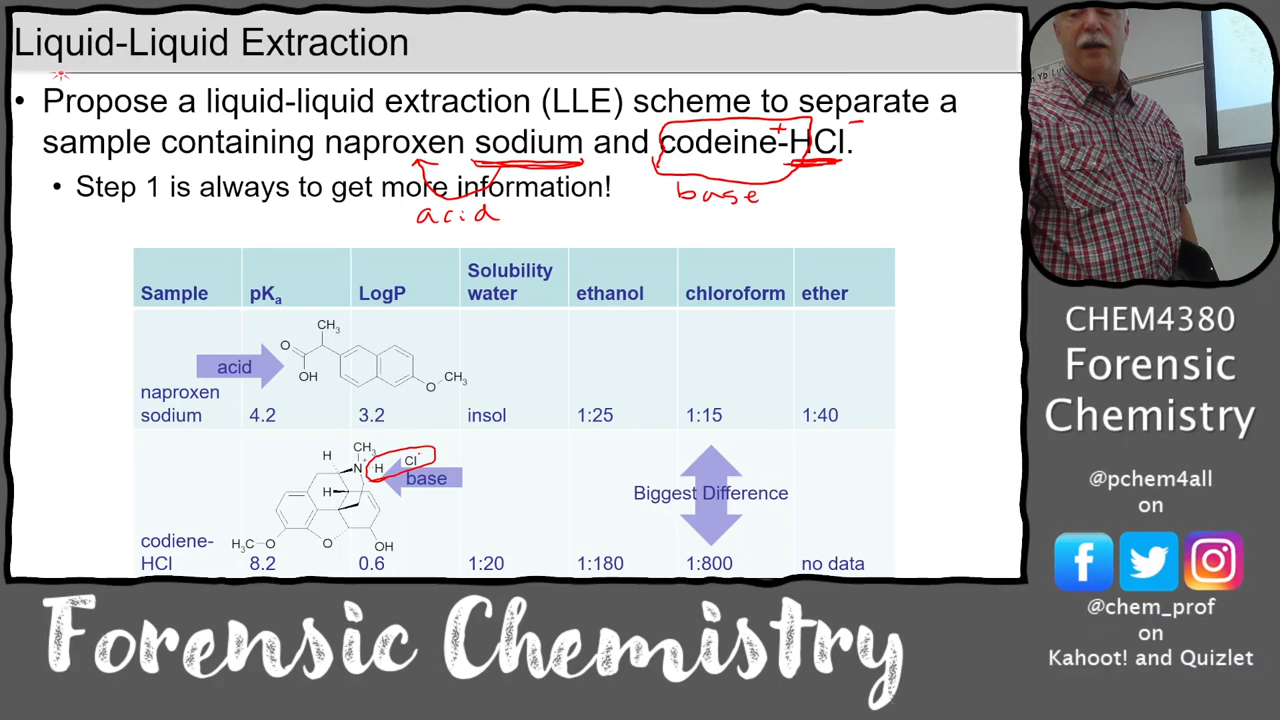 Liquid-Liquid Extraction
• Propose a liquid-liquid extraction (LLE) scheme to separate a
sample containing naproxen sodium and codeine-HCl.
+ −
• Step 1 is always to get more information!
acid
base
Sample pKa LogP Solubility water ethanol chloroform ether
CH3
O
OH
O
CH3
acid
naproxen
sodium 4.2 3.2 insol 1:25 1:15 1:40
CH3
H
N
+
H
Cl-
base
H
H3C
O
O
OH
Biggest Difference
codiene-
HCl 8.2 0.6 1:20 1:180 1:800 no data
CHEM4380
Forensic
Chemistry
@pchem4all
on
@chem_prof
on
Kahoot! and Quizlet
Forensic Chemistry